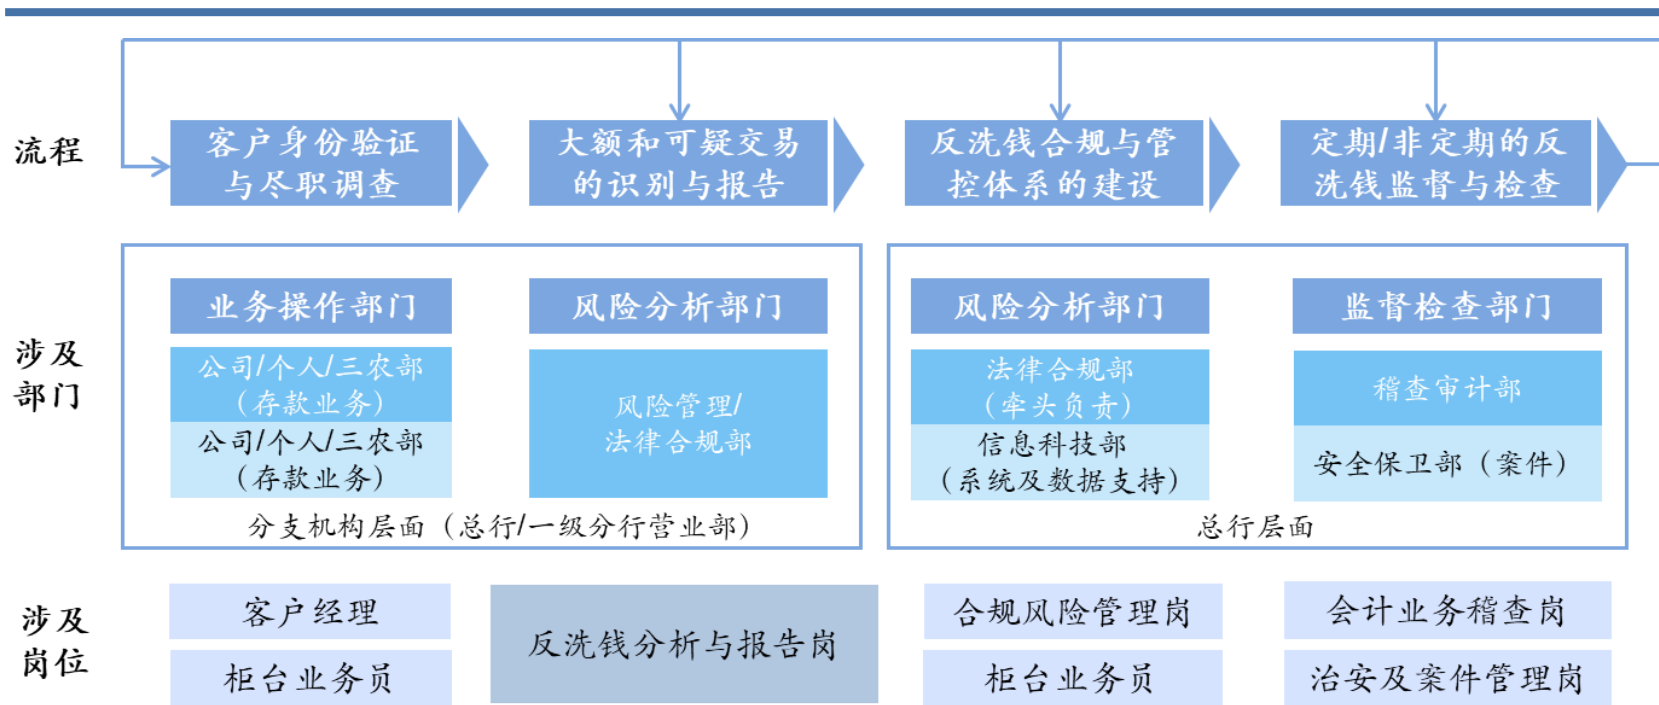 流程
客户身份验证
与尽职调查
大额和可疑交易
的识别与报告
反洗钱合规与管
控体系的建设
定期/非定期的反
洗钱监督与检查
涉及
部门
业务操作部门
公司/个人/三农部
（存款业务）
公司/个人/三农部
（存款业务）
风险分析部门
风险管理/
法律合规部
分支机构层面（总行/一级分行营业部）
风险分析部门
法律合规部
（牵头负责）
信息科技部
（系统及数据支持）
监督检查部门
稽查审计部
安全保卫部（案件）
总行层面
涉及
岗位
客户经理
柜台业务员
反洗钱分析与报告岗
合规风险管理岗
柜台业务员
会计业务稽查岗
治安及案件管理岗